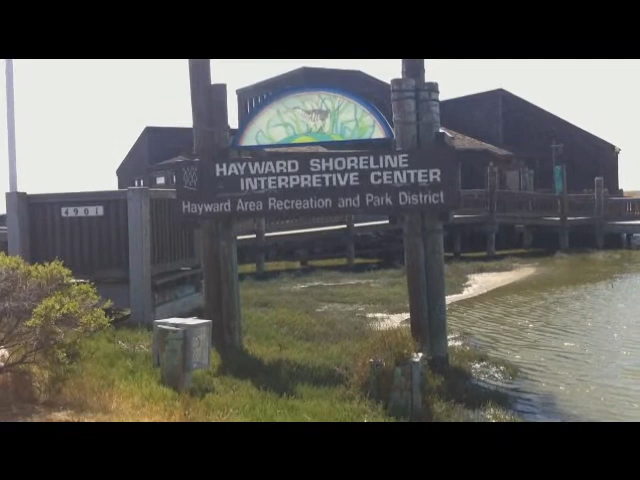 HAYWARD SHORELINE
INTERPRETIVE CENTER
Hayward Area Recreation and Park District
4901